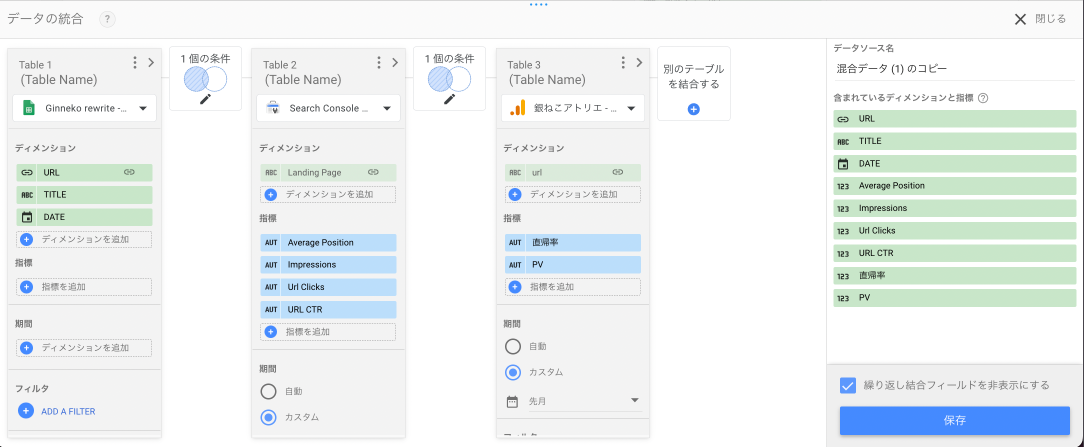 データの統合
?
閉じる
Table 1
(Table Name)
Ginneko rewrite -...
ディメンション
URL
ABC TITLE
DATE
ディメンションを追加
指標
指標を追加
期間
ディメンションを追加
フィルタ
ADD A FILTER
1 個の条件
Table 2
(Table Name)
Search Console ...
ディメンション
ABC Landing Page
ディメンションを追加
指標
AUT Average Position
AUT Impressions
AUT Url Clicks
AUT URL CTR
指標を追加
期間
自動
カスタム
1 個の条件
Table 3
(Table Name)
銀ねこアトリエ - ...
ディメンション
ABC url
ディメンションを追加
指標
AUT 直帰率
AUT PV
指標を追加
期間
自動
カスタム
先月
フィルタ
別のテーブル
を結合する
データソース名
混合データ (1) のコピー
含まれているディメンションと指標 ?
URL
ABC TITLE
DATE
123 Average Position
123 Impressions
123 Url Clicks
123 URL CTR
123 直帰率
123 PV
繰り返し結合フィールドを非表示にする
保存